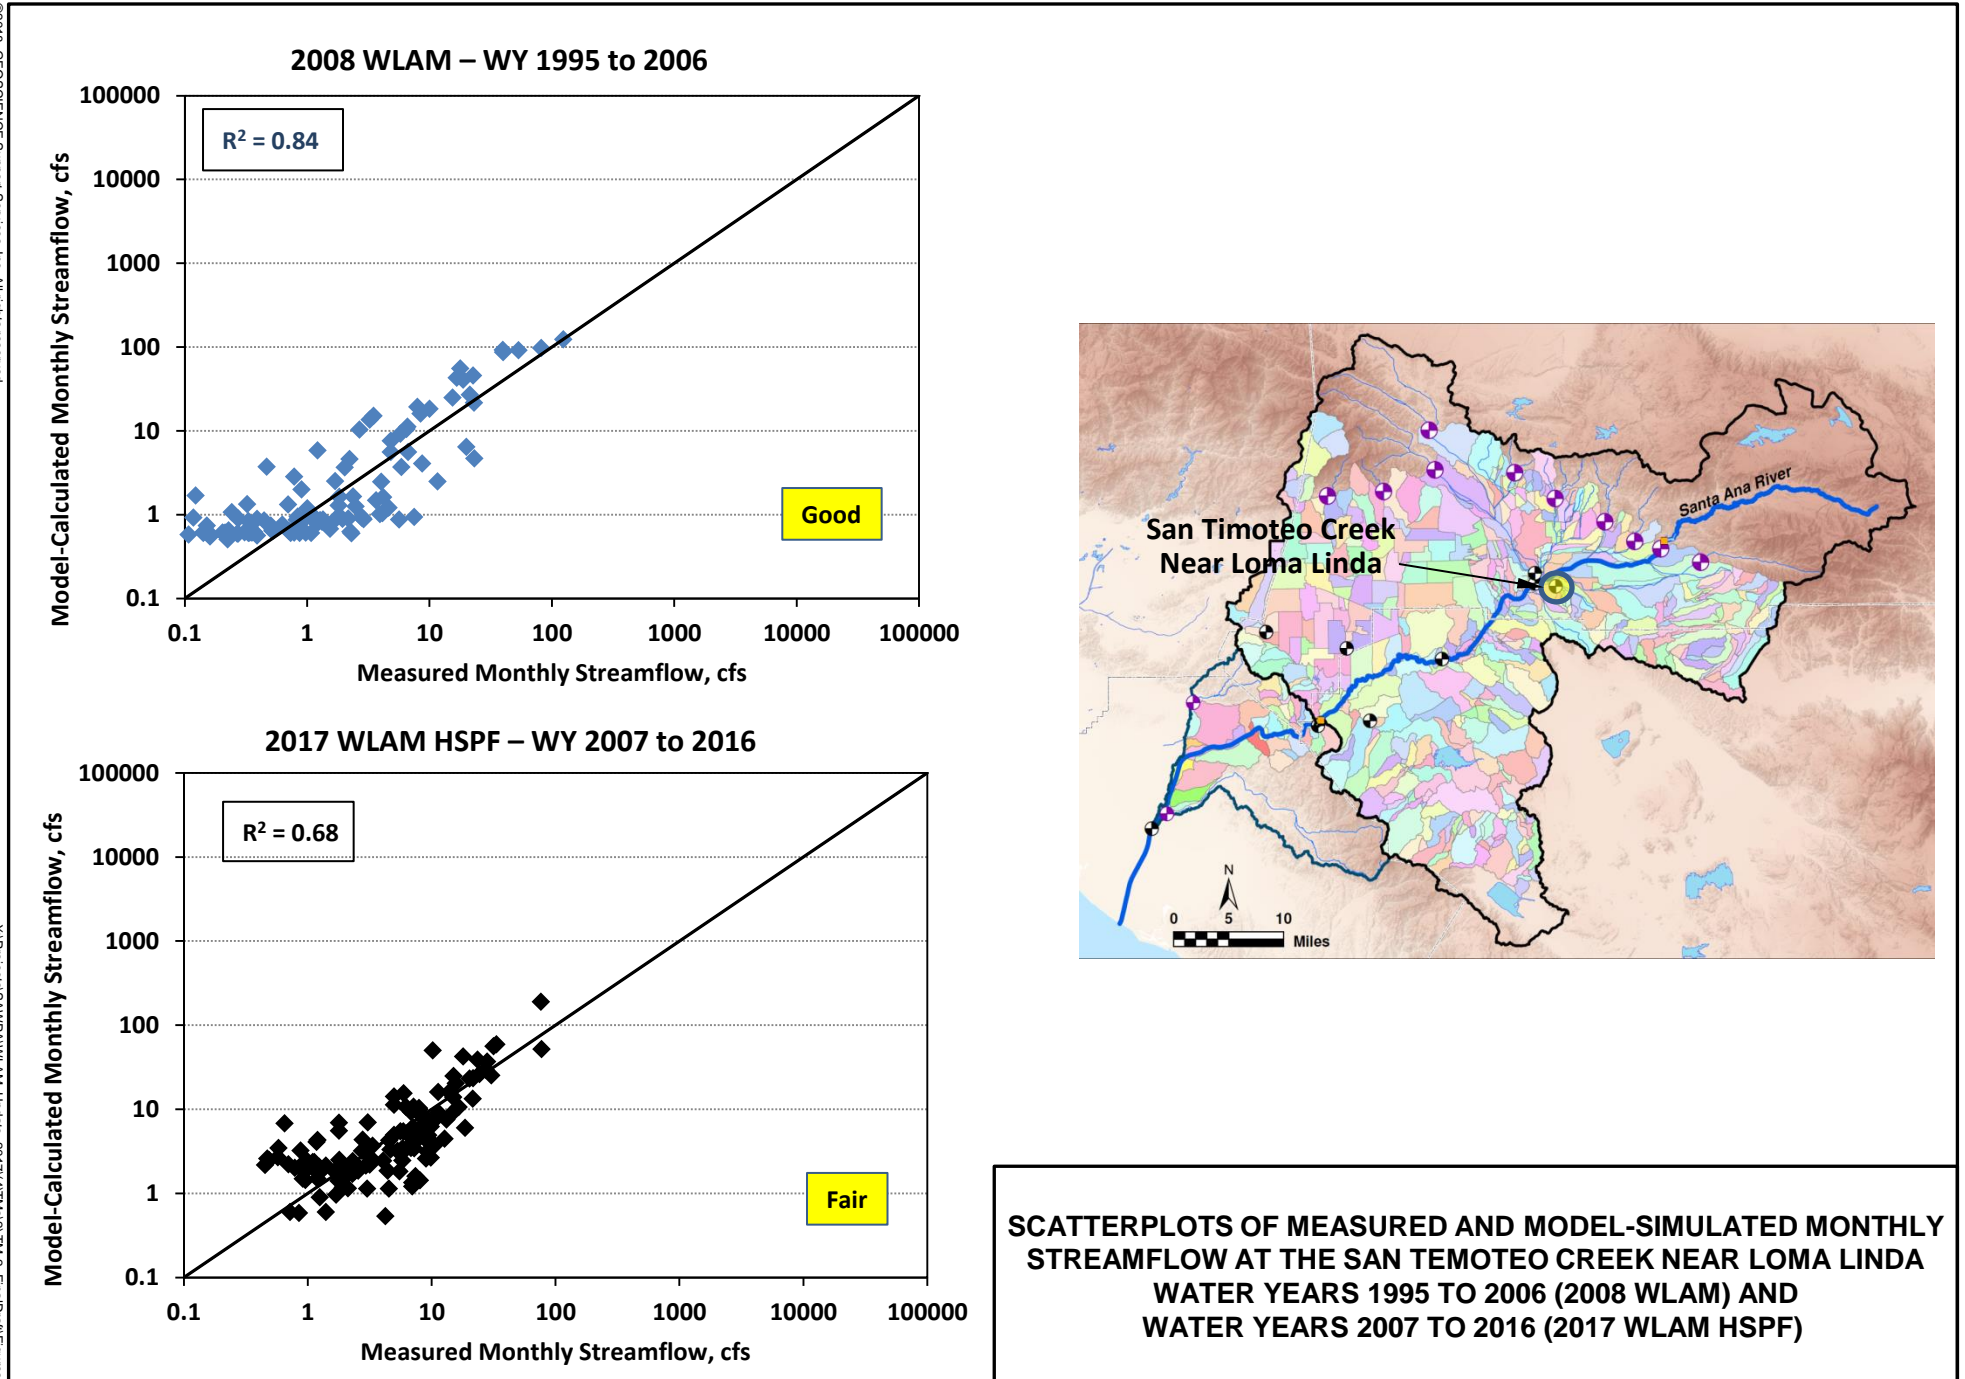 2008 WLAM – WY 1995 to 2006
R² = 0.84
Good
100000
10000
1000
100
10
1
0.1
0.1 1 10 100 1000 10000 100000
Model-Calculated Monthly Streamflow, cfs
Measured Monthly Streamflow, cfs
2017 WLAM HSPF – WY 2007 to 2016
R² = 0.68
Fair
100000
10000
1000
100
10
1
0.1
0.1 1 10 100 1000 10000 100000
Model-Calculated Monthly Streamflow, cfs
Measured Monthly Streamflow, cfs
Santa Ana River
San Timoteo Creek
Near Loma Linda
N
0 5 10
Miles
SCATTERPLOTS OF MEASURED AND MODEL-SIMULATED MONTHLY
STREAMFLOW AT THE SAN TEMOTEO CREEK NEAR LOMA LINDA
WATER YEARS 1995 TO 2006 (2008 WLAM) AND
WATER YEARS 2007 TO 2016 (2017 WLAM HSPF)